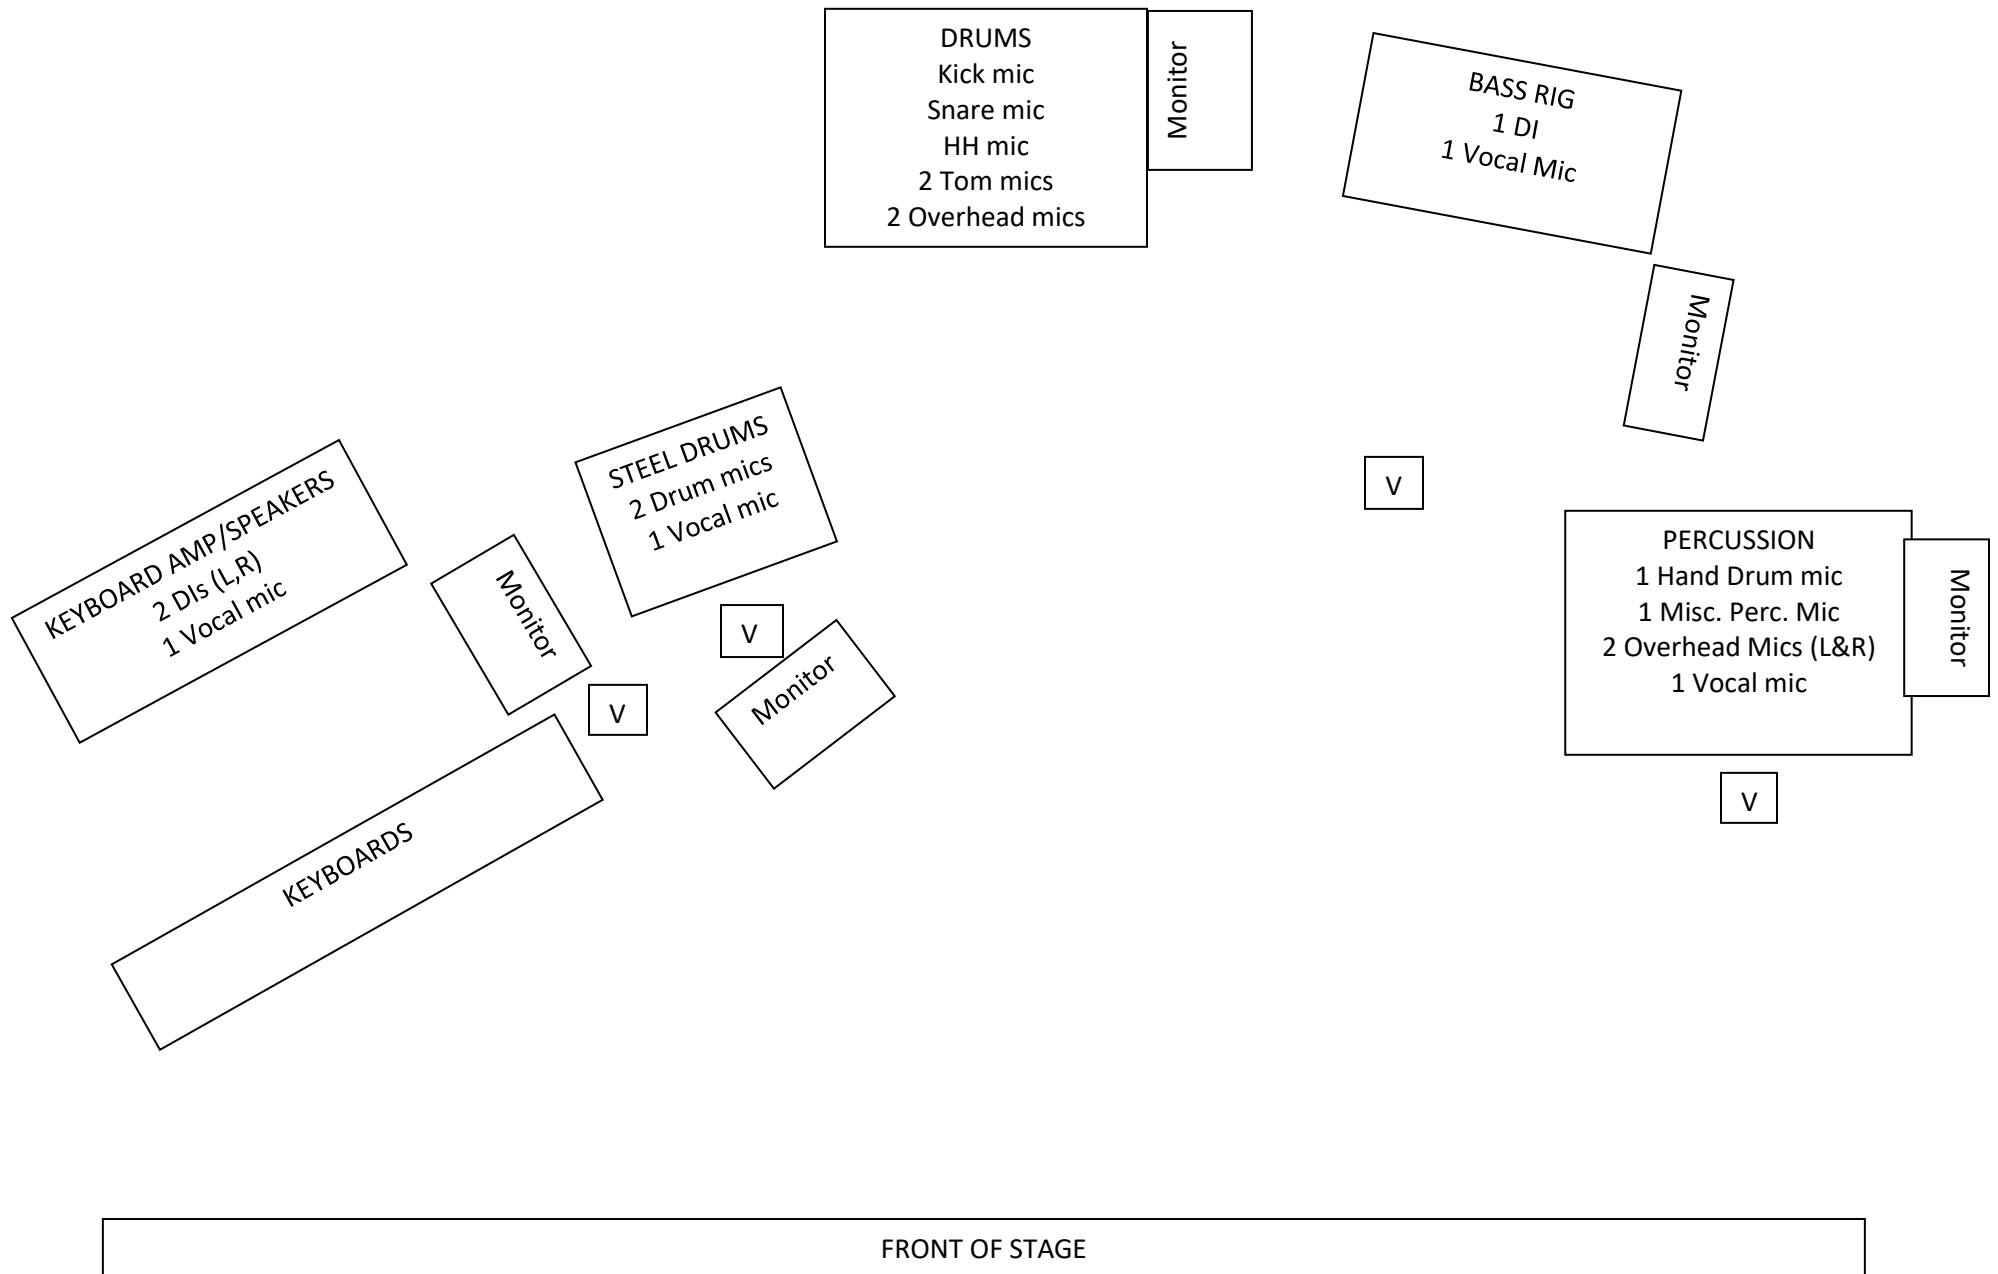 DRUMS
Kick mic
Snare mic
HH mic
2 Tom mics
2 Overhead mics
Monitor
BASS RIG
1 DI
1 Vocal Mic
Monitor
STEEL DRUMS
2 Drum mics
1 Vocal mic
KEYBOARD AMP/SPEAKERS
2 DIs (L,R)
1 Vocal mic
Monitor
V
V
Monitor
V
PERCUSSION
1 Hand Drum mic
1 Misc. Perc. Mic
2 Overhead Mics (L&R)
1 Vocal mic
Monitor
V
KEYBOARDS
FRONT OF STAGE